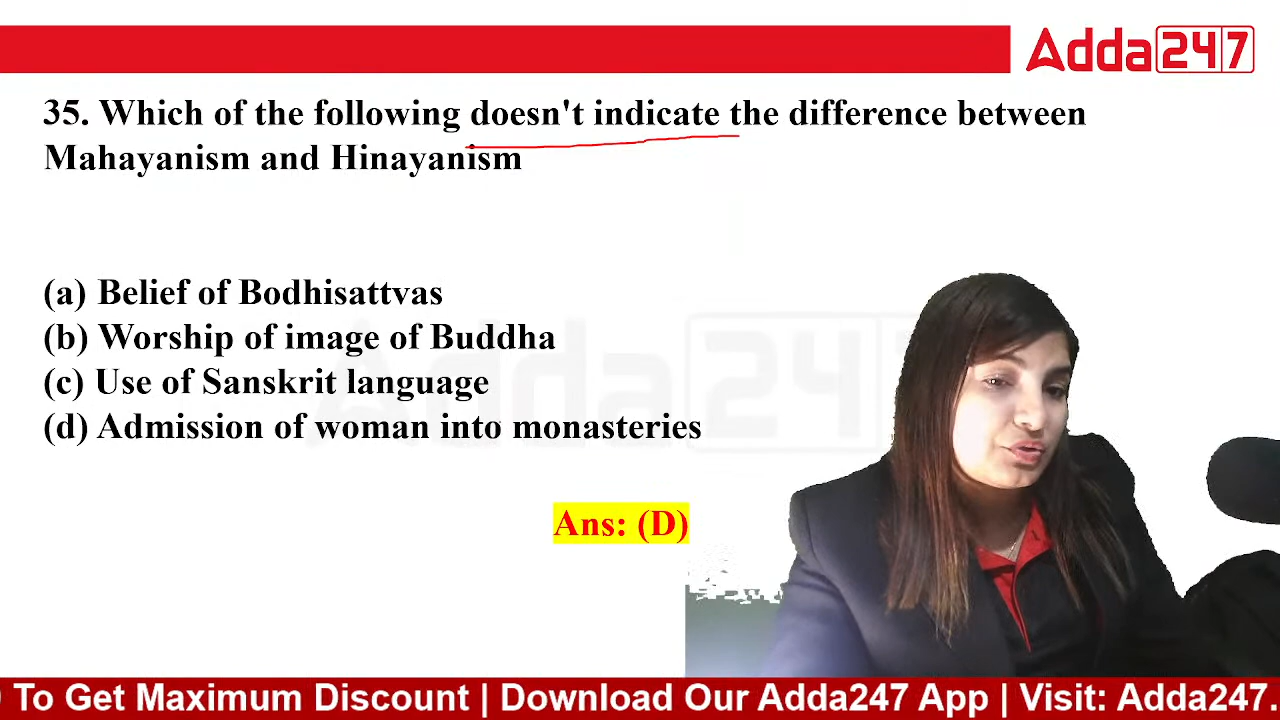 Adda247
35. Which of the following doesn't indicate the difference between
Mahayanism and Hinayanism
(a) Belief of Bodhisattvas
(b) Worship of image of Buddha
(c) Use of Sanskrit language
(d) Admission of woman into monasteries
Adda247
Ans: (D)
To Get Maximum Discount | Download Our Adda247 App | Visit: Adda247.